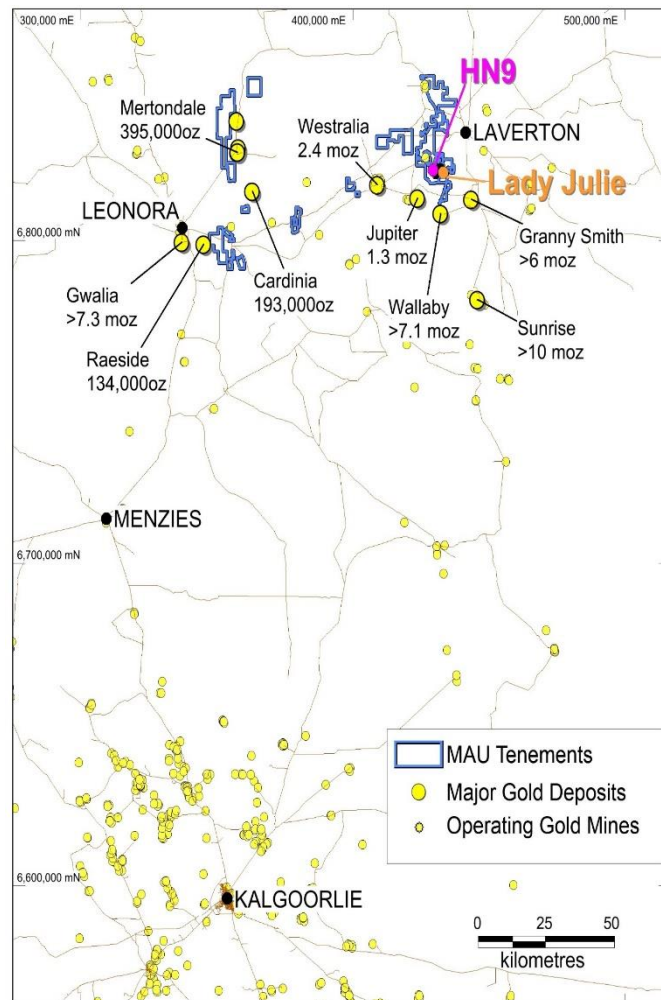 300,000 mE
400,000 mE
500,000 mE
HN9
Mertondale
395,000oz
Westralia
2.4 moz
LAVERTON
Lady Julie
LEONORA
6,800,000 mN
Jupiter
1.3 moz
Granny Smith
>6 moz
Gwalia
>7.3 moz
Cardinia
193,000oz
Wallaby
>7.1 moz
Sunrise
>10 moz
Raeside
134,000oz
MENZIES
6,700,000 mN
MAU Tenements
Major Gold Deposits
Operating Gold Mines
6,600,000 mN
KALGOORLIE
0 25 50
kilometres